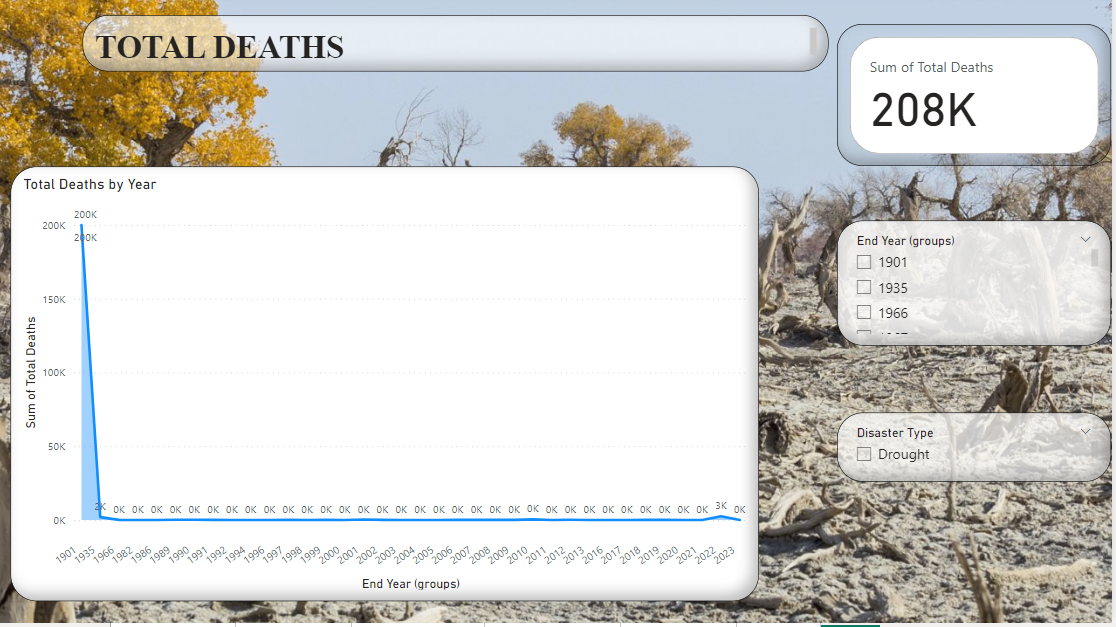 TOTAL DEATHS
Sum of Total Deaths
208K
Total Deaths by Year
200K
200K
200K
150K
100K
50K
0K
Sum of Total Deaths
2K 0K 0K 0K 0K 0K 0K 0K 0K 0K 0K 0K 0K 0K 0K 0K 0K 0K 0K 0K 0K 0K 0K 0K 0K 0K 0K 0K 0K 0K 0K 0K 0K 3K 0K
1901 1935 1966 1982 1986 1989 1990 1991 1992 1994 1996 1997 1998 1999 2000 2001 2002 2003 2004 2005 2006 2007 2008 2009 2010 2011 2012 2013 2016 2017 2018 2019 2020 2021 2022 2023
End Year (groups)
End Year (groups)
1901
1935
1966
Disaster Type
Drought